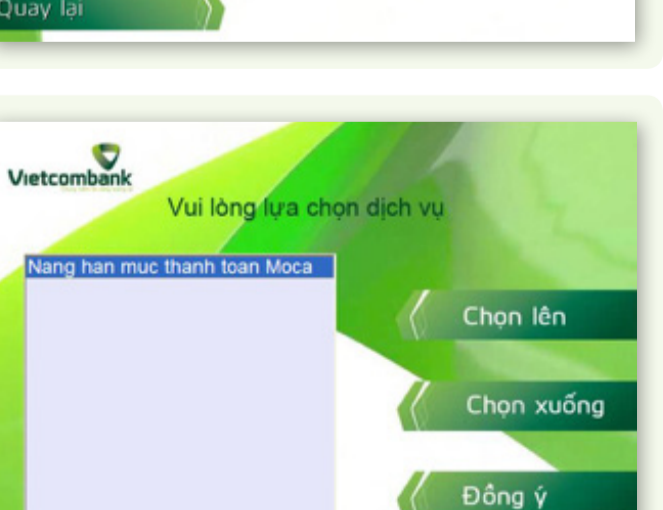 Quay lại
Vietcombank
Vui lòng lựa chọn dịch vụ
Nang han muc thanh toan Moca
Chọn lên
Chọn xuống
Đồng ý